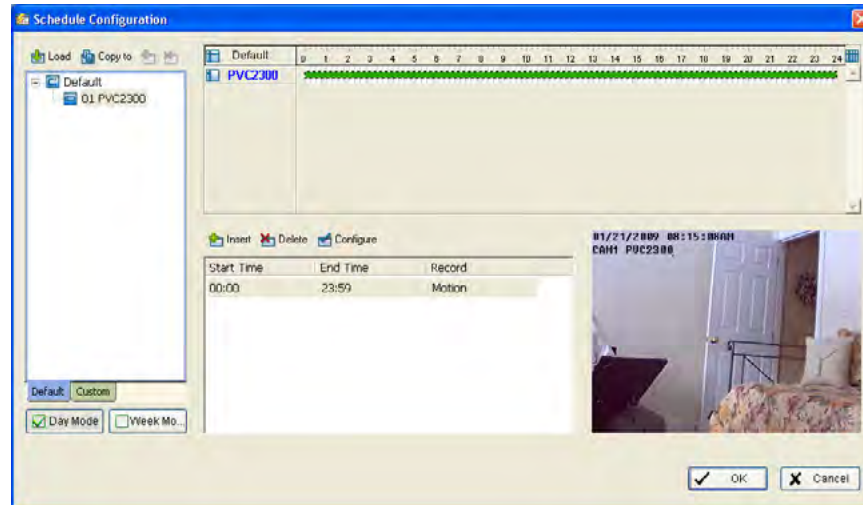 Schedule Configuration
Load Copy to
Default
01 PVC2300
Default Custom
Day Mode Week Mo...
Default 0 1 2 3 4 5 6 7 8 9 10 11 12 13 14 15 16 17 18 19 20 21 22 23 24
PVC2300
Insert Delete Configure
Start Time End Time Record
00:00 23:59 Motion
01/21/2009 08:15:08AM
CAM1 PVC2300
OK Cancel